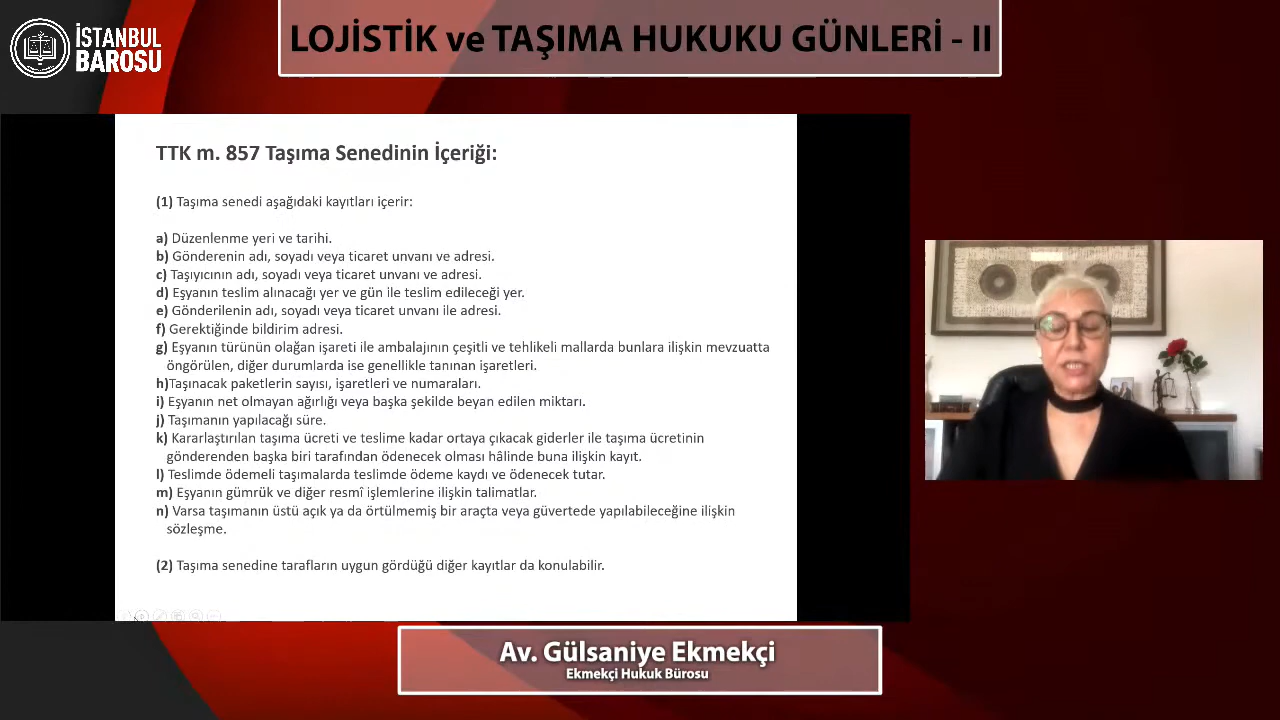 İSTANBUL
BAROSU
LOJİSTİK ve TAŞIMA HUKUKU GÜNLERİ - II
TTK m. 857 Taşıma Senedinin İçeriği:
(1) Taşıma senedi aşağıdaki kayıtları içerir:
a) Düzenlenme yeri ve tarihi.
b) Gönderenin adı, soyadı veya ticaret unvanı ve adresi.
c) Taşıyıcının adı, soyadı veya ticaret unvanı ve adresi.
d) Eşyanın teslim alınacağı yer ve gün ile teslim edileceği yer.
e) Gönderilenin adı, soyadı veya ticaret unvanı ile adresi.
f) Gerektiğinde bildirim adresi.
g) Eşyanın türünün olağan işareti ile ambalajının çeşitli ve tehlikeli mallarda bunlara ilişkin mevzuatta
öngörülen, diğer durumlarda ise genellikle tanınan işaretleri.
h)Taşınacak paketlerin sayısı, işaretleri ve numaraları.
i) Eşyanın net olmayan ağırlığı veya başka şekilde beyan edilen miktarı.
j) Taşımanın yapılacağı süre.
k) Kararlaştırılan taşıma ücreti ve teslime kadar ortaya çıkacak giderler ile taşıma ücretinin
gönderenden başka biri tarafından ödenecek olması hâlinde buna ilişkin kayıt.
l) Teslimde ödemeli taşımalarda teslimde ödeme kaydı ve ödenecek tutar.
m) Eşyanın gümrük ve diğer resmî işlemlerine ilişkin talimatlar.
n) Varsa taşımanın üstü açık ya da örtülmemiş bir araçta veya güvertede yapılabileceğine ilişkin
sözleşme.
(2) Taşıma senedine tarafların uygun gördüğü diğer kayıtlar da konulabilir.
Av. Gülsaniye Ekmekçi
Ekmekçi Hukuk Bürosu